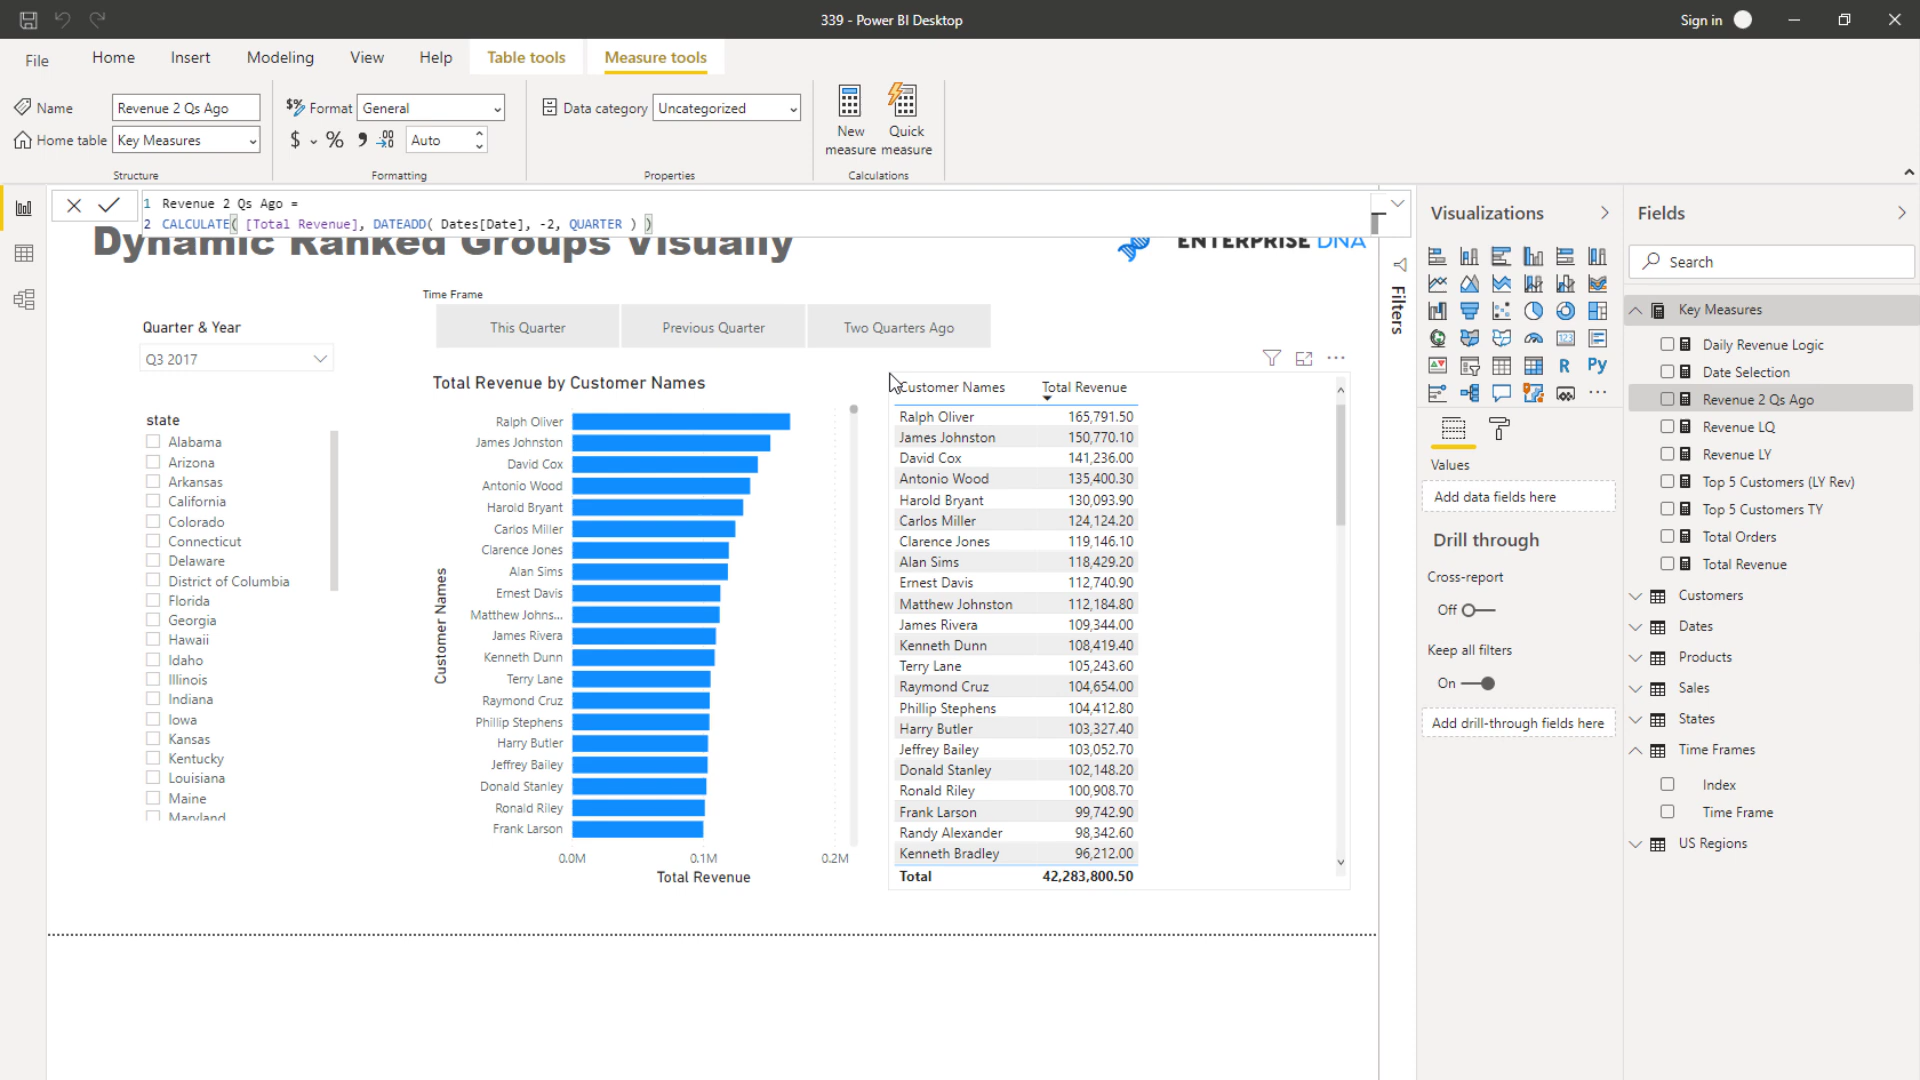 339 - Power BI Desktop
Sign in
File
Home
Insert
Modeling
View
Help
Table tools
Measure tools
Name
Revenue 2 Qs Ago
Home table
Key Measures
Structure
Format
General
$
%
Auto
Formatting
Data category
Uncategorized
Properties
New measure
Quick measure
Calculations
1 Revenue 2 Qs Ago =
2 CALCULATE( [Total Revenue], DATEADD( Dates[Date], -2, QUARTER ) )
Dynamic Ranked Groups Visually
ENTERPRISE DNA
Time Frame
This Quarter
Previous Quarter
Two Quarters Ago
Quarter & Year
Q3 2017
state
Alabama
Arizona
Arkansas
California
Colorado
Connecticut
Delaware
District of Columbia
Florida
Georgia
Hawaii
Idaho
Illinois
Indiana
Iowa
Kansas
Kentucky
Louisiana
Maine
Maryland
Total Revenue by Customer Names
Customer Names
Ralph Oliver
James Johnston
David Cox
Antonio Wood
Harold Bryant
Carlos Miller
Clarence Jones
Alan Sims
Ernest Davis
Matthew Johns...
James Rivera
Kenneth Dunn
Terry Lane
Raymond Cruz
Phillip Stephens
Harry Butler
Jeffrey Bailey
Donald Stanley
Ronald Riley
Frank Larson
0.0M 0.1M 0.2M
Total Revenue
Customer Names Total Revenue
Ralph Oliver 165,791.50
James Johnston 150,770.10
David Cox 141,236.00
Antonio Wood 135,400.30
Harold Bryant 130,093.90
Carlos Miller 124,124.20
Clarence Jones 119,146.10
Alan Sims 118,429.20
Ernest Davis 112,740.90
Matthew Johnston 112,184.80
James Rivera 109,344.00
Kenneth Dunn 108,419.40
Terry Lane 105,243.60
Raymond Cruz 104,654.00
Phillip Stephens 104,412.80
Harry Butler 103,327.40
Jeffrey Bailey 103,052.70
Donald Stanley 102,148.20
Ronald Riley 100,908.70
Frank Larson 99,742.90
Randy Alexander 98,342.60
Kenneth Bradley 96,212.00
Total 42,283,800.50
Filters
Visualizations
R
Py
Values
Add data fields here
Drill through
Cross-report
Off
Keep all filters
On
Add drill-through fields here
Fields
Search
Key Measures
Daily Revenue Logic
Date Selection
Revenue 2 Qs Ago
Revenue LQ
Revenue LY
Top 5 Customers (LY Rev)
Top 5 Customers TY
Total Orders
Total Revenue
Customers
Dates
Products
Sales
States
Time Frames
Index
Time Frame
US Regions